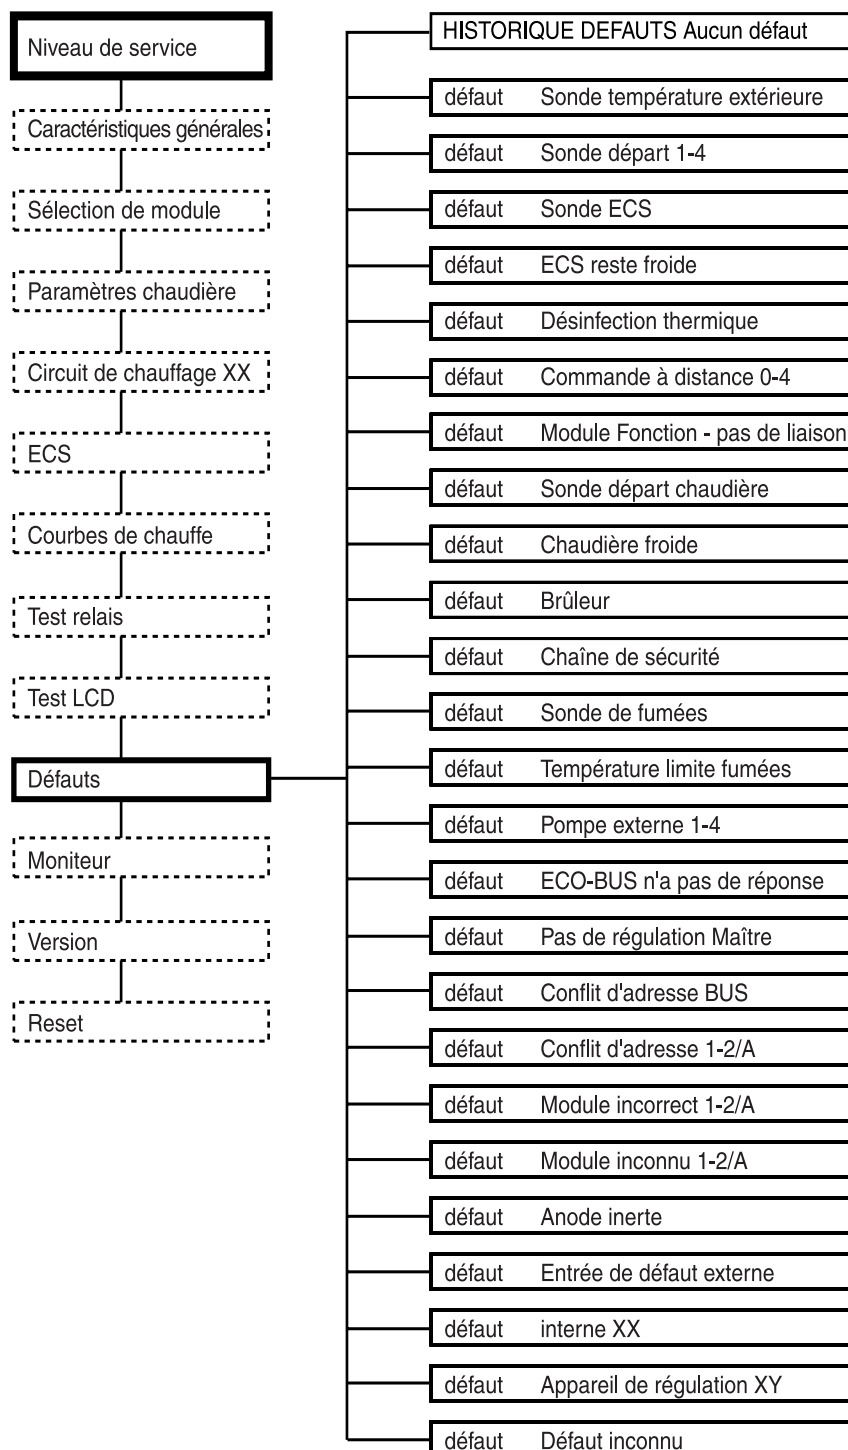 Niveau de service
Caractéristiques générales
Sélection de module
Paramètres chaudière
Circuit de chauffage XX
ECS
Courbes de chauffe
Test relais
Test LCD
Défauts
Moniteur
Version
Reset
HISTORIQUE DEFAUTS Aucun défaut
défaut Sonde température extérieure
défaut Sonde départ 1-4
défaut Sonde ECS
défaut ECS reste froide
défaut Désinfection thermique
défaut Commande à distance 0-4
défaut Module Fonction - pas de liaison
défaut Sonde départ chaudière
défaut Chaudière froide
défaut Brûleur
défaut Chaîne de sécurité
défaut Sonde de fumées
défaut Température limite fumées
défaut Pompe externe 1-4
défaut ECO-BUS n'a pas de réponse
défaut Pas de régulation Maître
défaut Conflit d'adresse BUS
défaut Conflit d'adresse 1-2/A
défaut Module incorrect 1-2/A
défaut Module inconnu 1-2/A
défaut Anode inerte
défaut Entrée de défaut externe
défaut interne XX
défaut Appareil de régulation XY
défaut Défaut inconnu